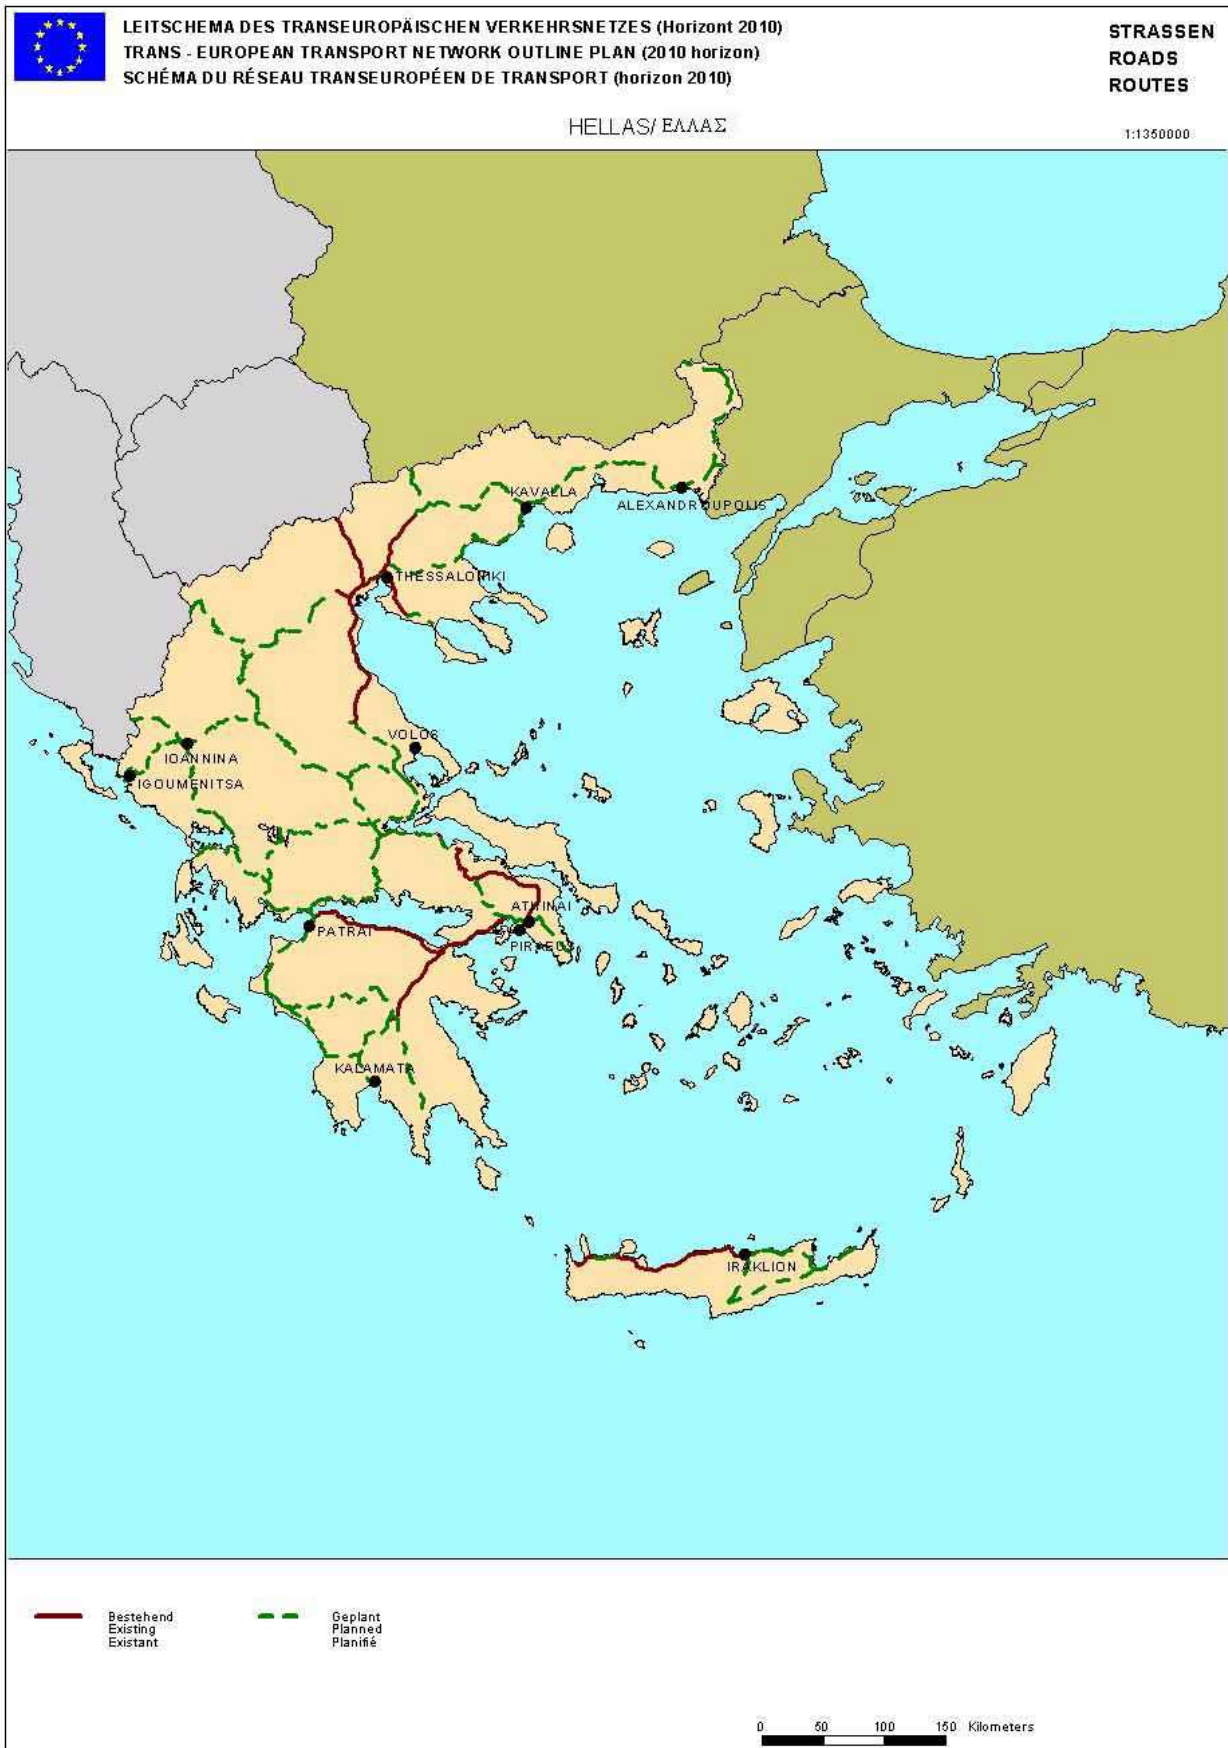 LEITSCHEMA DES TRANSEUROPÄISCHEN VERKEHRSNETZES (Horizont 2010)
TRANS - EUROPEAN TRANSPORT NETWORK OUTLINE PLAN (2010 horizon)
SCHÉMA DU RÉSEAU TRANSEUROPÉEN DE TRANSPORT (horizon 2010)
STRASSEN
ROADS
ROUTES
HELLAS/ ΕΛΛΑΣ
1:1350000
KAVALLA
ALEXANDROUPOLIS
THESSALONIKI
VOLOS
IOANNINA
IGOUMENITSA
ATHINAI
PATRAI
PIRAEUS
KALAMATA
IRAKLION
Bestehend
Existing
Existant
Geplant
Planned
Planifié
0 50 100 150 Kilometers